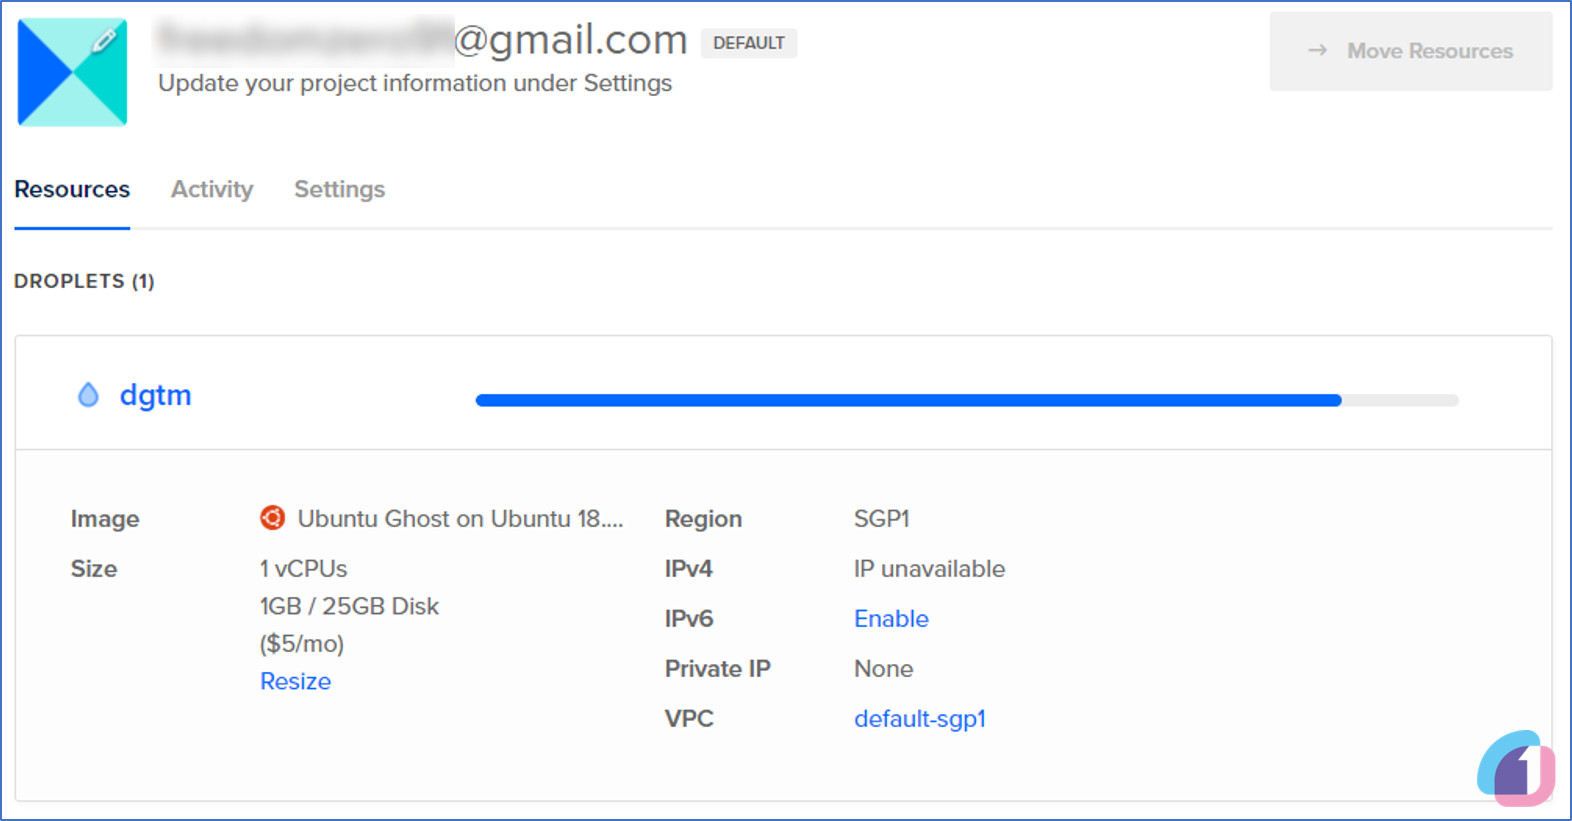 @gmail.com DEFAULT
→ Move Resources
Update your project information under Settings
Resources Activity Settings
DROPLETS (1)
dgtm
Image Ubuntu Ghost on Ubuntu 18....
Size 1 vCPUs
1GB / 25GB Disk
($5/mo)
Resize
Region SGP1
IPv4 IP unavailable
IPv6 Enable
Private IP None
VPC default-sgp1
1